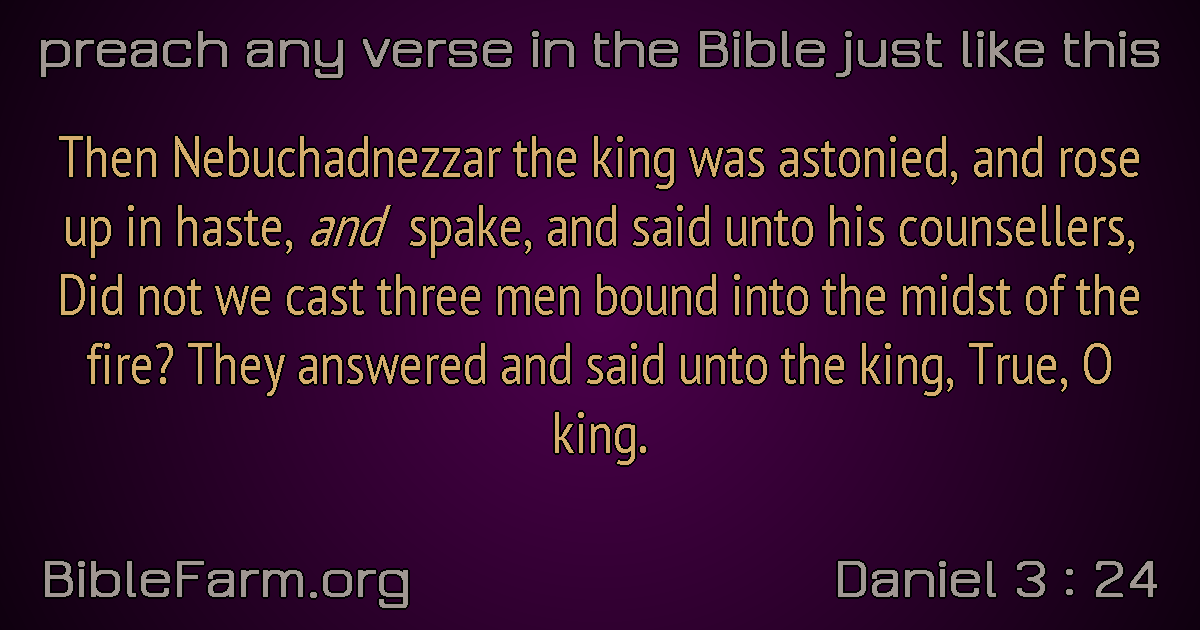 preach any verse in the Bible just like this
Then Nebuchadnezzar the king was astonied, and rose
up in haste, and spake, and said unto his counsellers,
Did not we cast three men bound into the midst of the
fire? They answered and said unto the king, True, O
king.
BibleFarm.org
Daniel 3 : 24